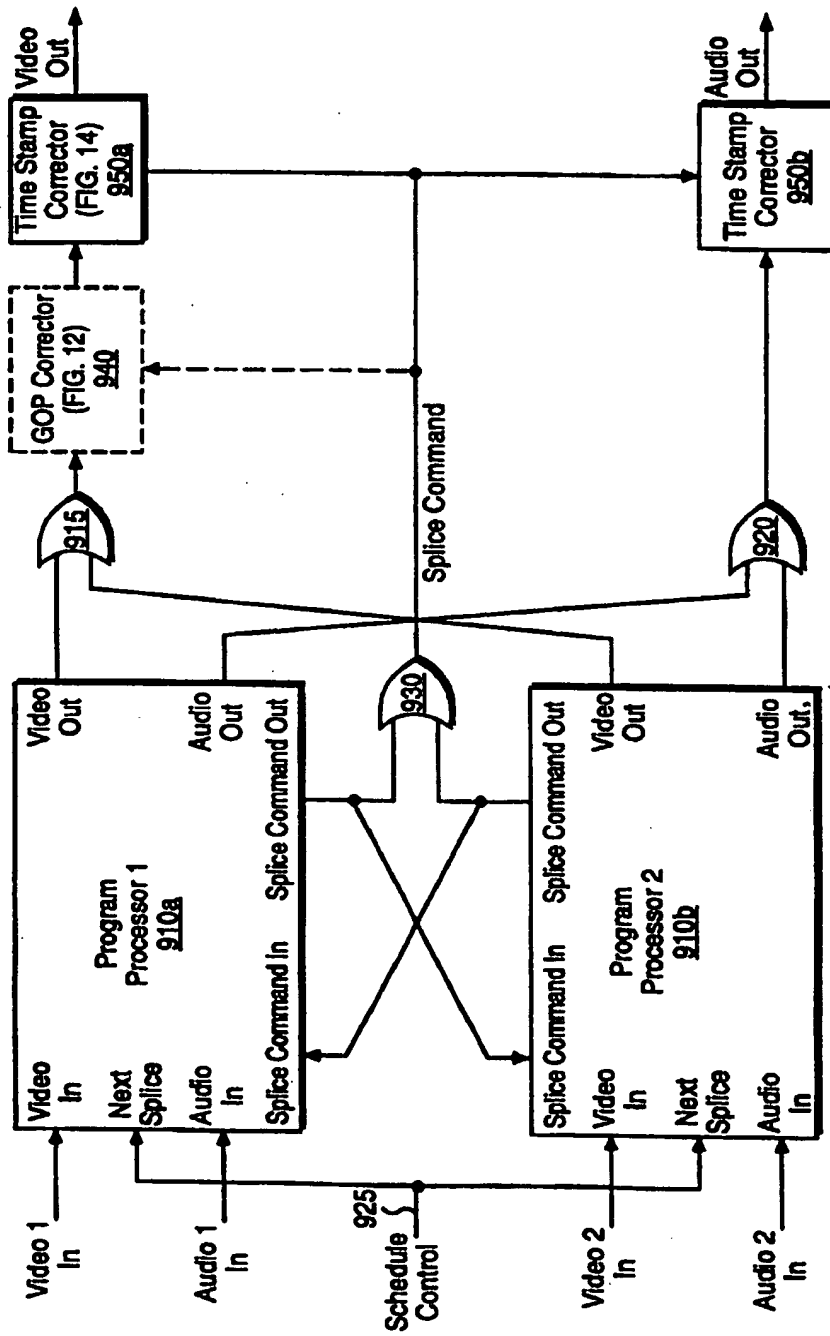 Video 1
In
Audio 1
In
925
Schedule
Control
Video 2
In
Audio 2
In
Video
In
Next
Splice
Audio
In
Splice Command In
Program
Processor 1
910a
Video
Out
Audio
Out
Splice Command Out
Splice Command In
Video
In
Next
Splice
Audio
In
Program
Processor 2
910b
Splice Command Out
Video
Out
Audio
Out.
915
930
920
Splice Command
GOP Corrector
(FIG. 12)
940
Time Stamp
Corrector
(FIG. 14)
950a
Video
Out
Time Stamp
Corrector
950b
Audio
Out